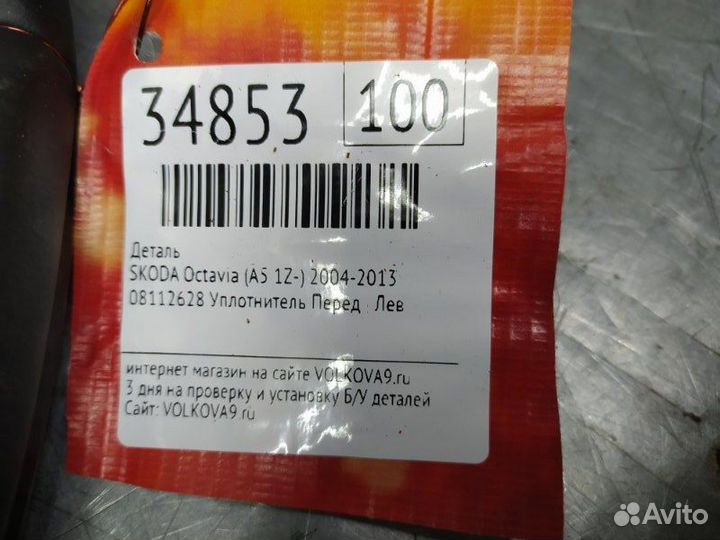 34853 100
Деталь
SKODA Octavia (A5 1Z-) 2004-2013
08112628 Уплотнитель Перед Лев
интернет магазин на сайте VOLKOVA9.ru
3 дня на проверку и установку Б/У деталей
Сайт: VOLKOVA9.ru
Avito